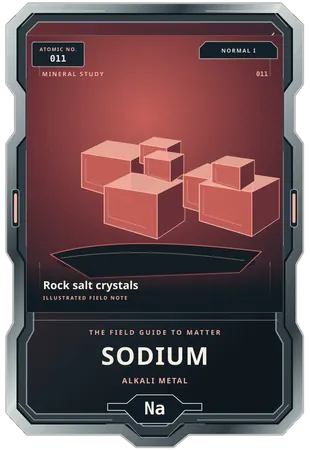 ATOMIC NO.
011
NORMAL I
MINERAL STUDY
011
Rock salt crystals
ILLUSTRATED FIELD NOTE
THE FIELD GUIDE TO MATTER
SODIUM
ALKALI METAL
Na